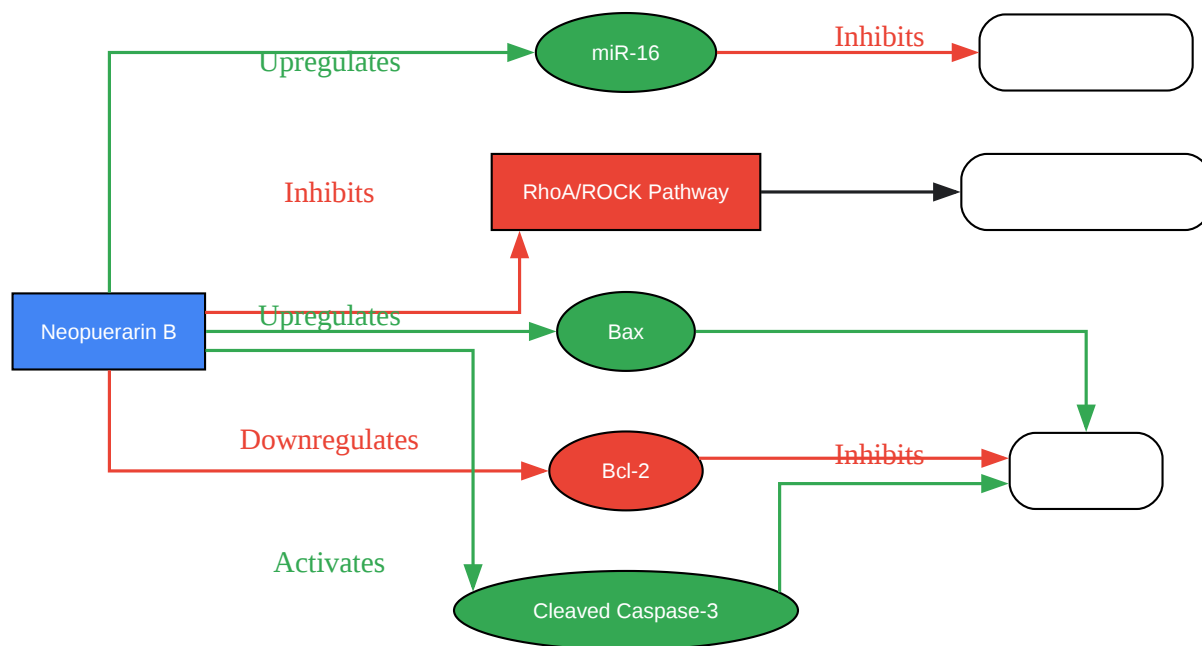 miR-16
Inhibits
Upregulates
Inhibits
RhoA/ROCK Pathway
Neopuerarin B
Upregulates
Bax
Downregulates
Bcl-2
Inhibits
Activates
Cleaved Caspase-3